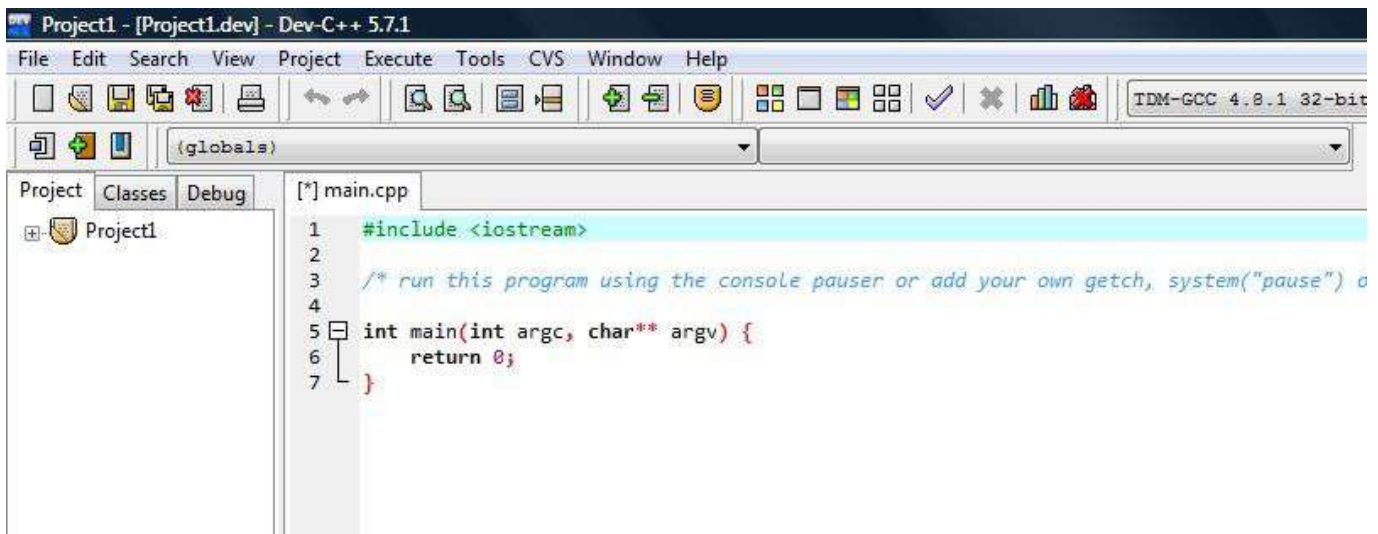 Project1 - [Project1.dev] - Dev-C++ 5.7.1
File Edit Search View Project Execute Tools CVS Window Help
TDM-GCC 4.8.1 32-bit
(globals)
Project Classes Debug [*] main.cpp
Project1
1 #include <iostream>
2
3 /* run this program using the console pauser or add your own getch, system("pause")
4
5 int main(int argc, char** argv) {
6 return 0;
7 }